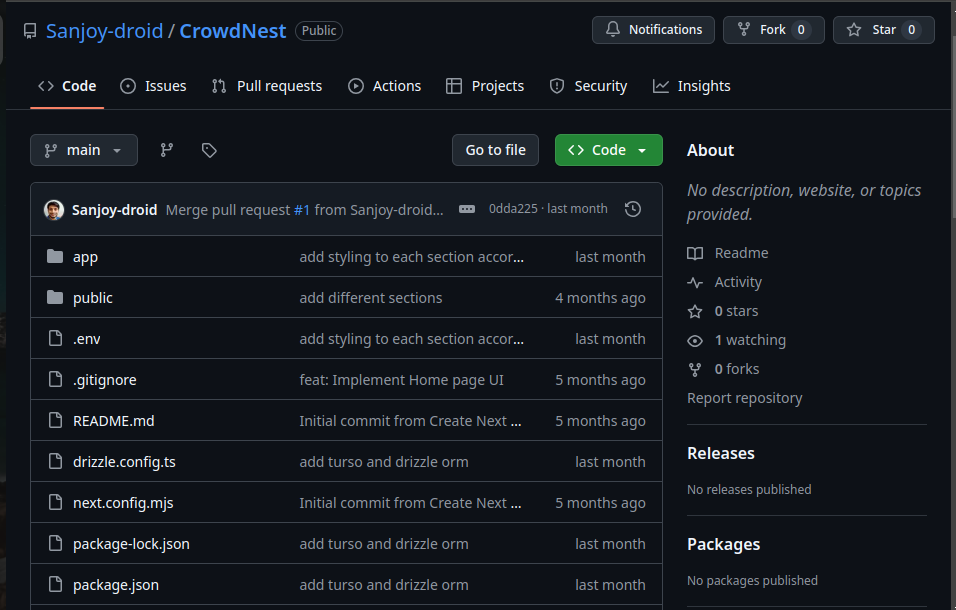 Sanjoy-droid / CrowdNest Public
Notifications Fork 0 Star 0
Code Issues Pull requests Actions Projects Security Insights
main Go to file Code
Sanjoy-droid Merge pull request #1 from Sanjoy-droid… 0dda225 · last month
app add styling to each section accor... last month
public add different sections 4 months ago
.env add styling to each section accor... last month
.gitignore feat: Implement Home page UI 5 months ago
README.md Initial commit from Create Next ... 5 months ago
drizzle.config.ts add turso and drizzle orm last month
next.config.mjs Initial commit from Create Next ... 5 months ago
package-lock.json add turso and drizzle orm last month
package.json add turso and drizzle orm last month
About
No description, website, or topics
provided.
Readme
Activity
0 stars
1 watching
0 forks
Report repository
Releases
No releases published
Packages
No packages published